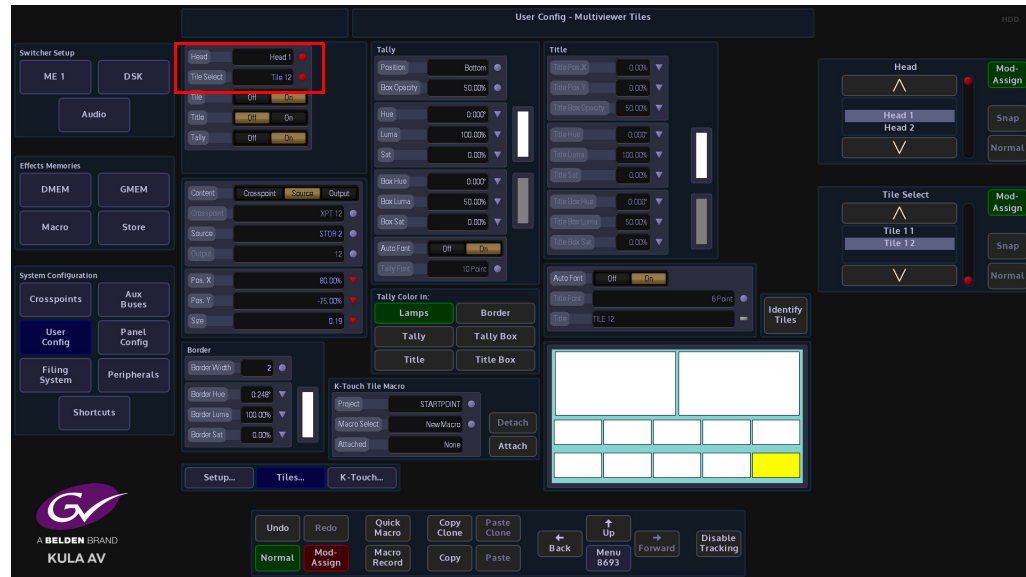 User Config - Multiviewer Tiles
HDD
Switcher Setup
ME 1
DSK
Audio
Effects Memories
DMEM
GMEM
Macro
Store
System Configuration
Crosspoints
Aux
Buses
User
Config
Panel
Config
Filing
System
Peripherals
Shortcuts
Head
Head 1
Tile Select
Tile 12
Tile
Off
On
Title
Off
On
Tally
Off
On
Content
Crosspoint
Source
Output
Crosspoint
XPT 12
Source
STOR 2
Output
12
Pos. X
80.00%
Pos. Y
-75.00%
Size
0.19
Border
Border Width
2
Border Hue
0.248°
Border Luma
100.00%
Border Sat
0.00%
Tally
Position
Bottom
Box Opacity
50.00%
Hue
0.000°
Luma
100.00%
Sat
0.00%
Box Hue
0.000°
Box Luma
50.00%
Box Sat
0.00%
Auto Font
Off
On
Tally Font
10 Point
Tally Color in:
Lamps
Border
Tally
Tally Box
Title
Title Box
K-Touch Tile Macro
Project
STARTPOINT
Macro Select
NewMacro
Attached
None
Detach
Attach
Title
Title Pos X
0.00%
Title Pos Y
0.00%
Title Box Opacity
50.00%
Title Hue
0.000°
Title Luma
100.00%
Title Sat
0.00%
Title Box Hue
0.000°
Title Box Luma
50.00%
Title Box Sat
0.00%
Auto Font
Off
On
Title Font
6 Point
Title
TILE 12
Identify
Tiles
Head
Head 1
Head 2
Mod-
Assign
Snap
Normal
Tile Select
Tile 11
Tile 12
Mod-
Assign
Snap
Normal
Setup...
Tiles...
K-Touch...
GV
A BELDEN BRAND
KULA AV
Undo
Redo
Normal
Mod-
Assign
Quick
Macro
Macro
Record
Copy
Clone
Paste
Clone
Copy
Paste
Back
Up
Menu
8693
Forward
Disable
Tracking